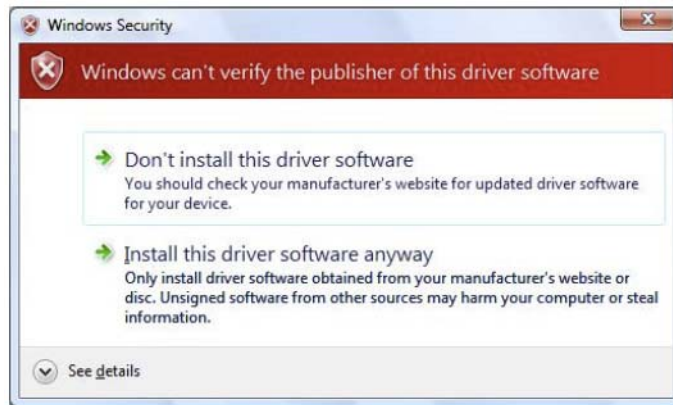 Windows Security
Windows can't verify the publisher of this driver software
Don't install this driver software
You should check your manufacturer's website for updated driver software
for your device.
Install this driver software anyway
Only install driver software obtained from your manufacturer's website or
disc. Unsigned software from other sources may harm your computer or steal
information.
See details